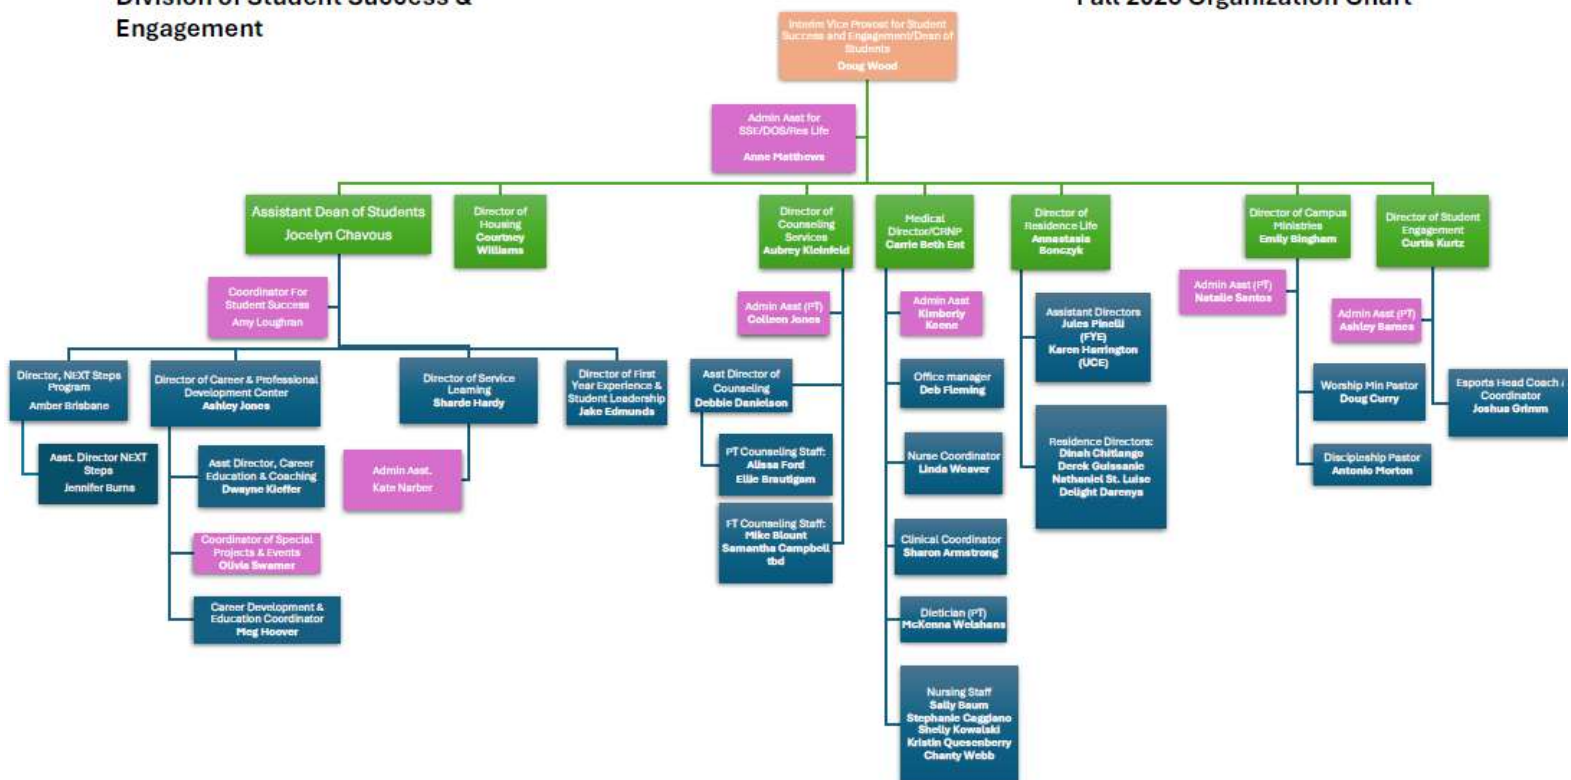 Division of Student Success &
Engagement
Organization Chart
Interim Vice Provost for Student
Success and Engagement/Dean of
Students
Doug Wood
Admin Asst for
SSE/DOS/Res Life
Anne Matthews
Assistant Dean of Students
Jocelyn Chavous
Director of
Housing
Courtney
Williams
Director of
Counseling
Services
Aubrey Kleinfeld
Medical
Director/CRNP
Carrie Beth Ent
Director of
Residence Life
Annastasia
Bonczyk
Director of Campus
Ministries
Emily Bingham
Director of Student
Engagement
Curtis Kurtz
Coordinator For
Student Success
Amy Loughran
Admin Asst (PT)
Colleen Jones
Admin Asst
Kimberly
Keene
Assistant Directors
Jules Pinelli
(FYE)
Karen Harrington
(UCE)
Admin Asst (PT)
Natalie Santos
Admin Asst (PT)
Ashley Barnes
Director, NEXT Steps
Program
Amber Brisbane
Director of Career & Professional
Development Center
Ashley Jones
Director of Service
Learning
Sharde Hardy
Director of First
Year Experience &
Student Leadership
Jake Edmunds
Asst Director of
Counseling
Debbie Danielson
Office manager
Deb Fleming
Worship Min Pastor
Doug Curry
Esports Head Coach /
Coordinator
Joshua Grimm
Asst. Director NEXT
Steps
Jennifer Burns
Asst Director, Career
Education & Coaching
Dwayne Kieffer
Admin Asst.
Kate Narber
PT Counseling Staff:
Alissa Ford
Ellie Brautigam
Nurse Coordinator
Linda Weaver
Residence Directors:
Dinah Chitlango
Derek Guissanie
Nathaniel St. Luise
Delight Darenya
Discipleship Pastor
Antonio Morton
Coordinator of Special
Projects & Events
Olivia Swarner
FT Counseling Staff:
Mike Blount
Samantha Campbell
tbd
Clinical Coordinator
Sharon Armstrong
Career Development &
Education Coordinator
Meg Hoover
Dietician (PT)
McKenna Welshans
Nursing Staff
Sally Baum
Stephanie Caggiano
Shelly Kowalski
Kristin Quesenberry
Chanty Webb